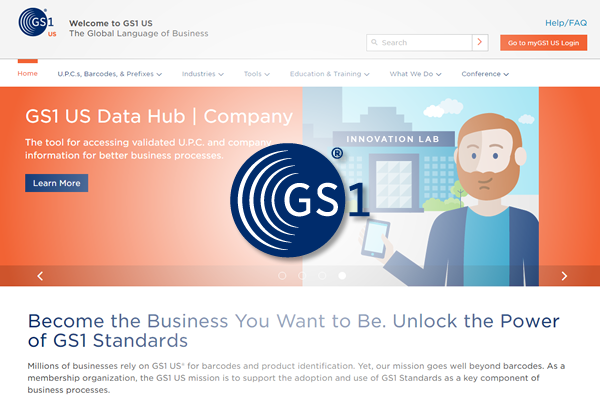 GS1
US
Welcome to GS1 US
The Global Language of Business
Help/FAQ
Search
Go to myGS1 US Login
Home
U.P.C.s, Barcodes, & Prefixes
Industries
Tools
Education & Training
What We Do
Conference
GS1 US Data Hub | Company
The tool for accessing validated U.P.C. and company
information for better business processes.
Learn More
INNOVATION LAB
GS1®
Become the Business You Want to Be. Unlock the Power
of GS1 Standards
Millions of businesses rely on GS1 US® for barcodes and product identification. Yet, our mission goes well beyond barcodes. As a
membership organization, the GS1 US mission is to support the adoption and use of GS1 Standards as a key component of
business processes.